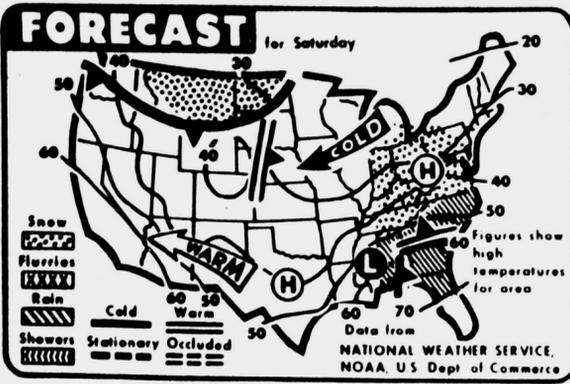 FORECAST
for Saturday
20
30
50
40
30
60
40
COLD
H
40
50
60
Figures show
high
temperatures
for area
Snow
Flurries
Rain
Showers
WARM
H
L
60
50
50
60
70
Cold
Warm
Stationary
Occluded
Data from
NATIONAL WEATHER SERVICE,
NOAA, U.S. Dept of Commerce